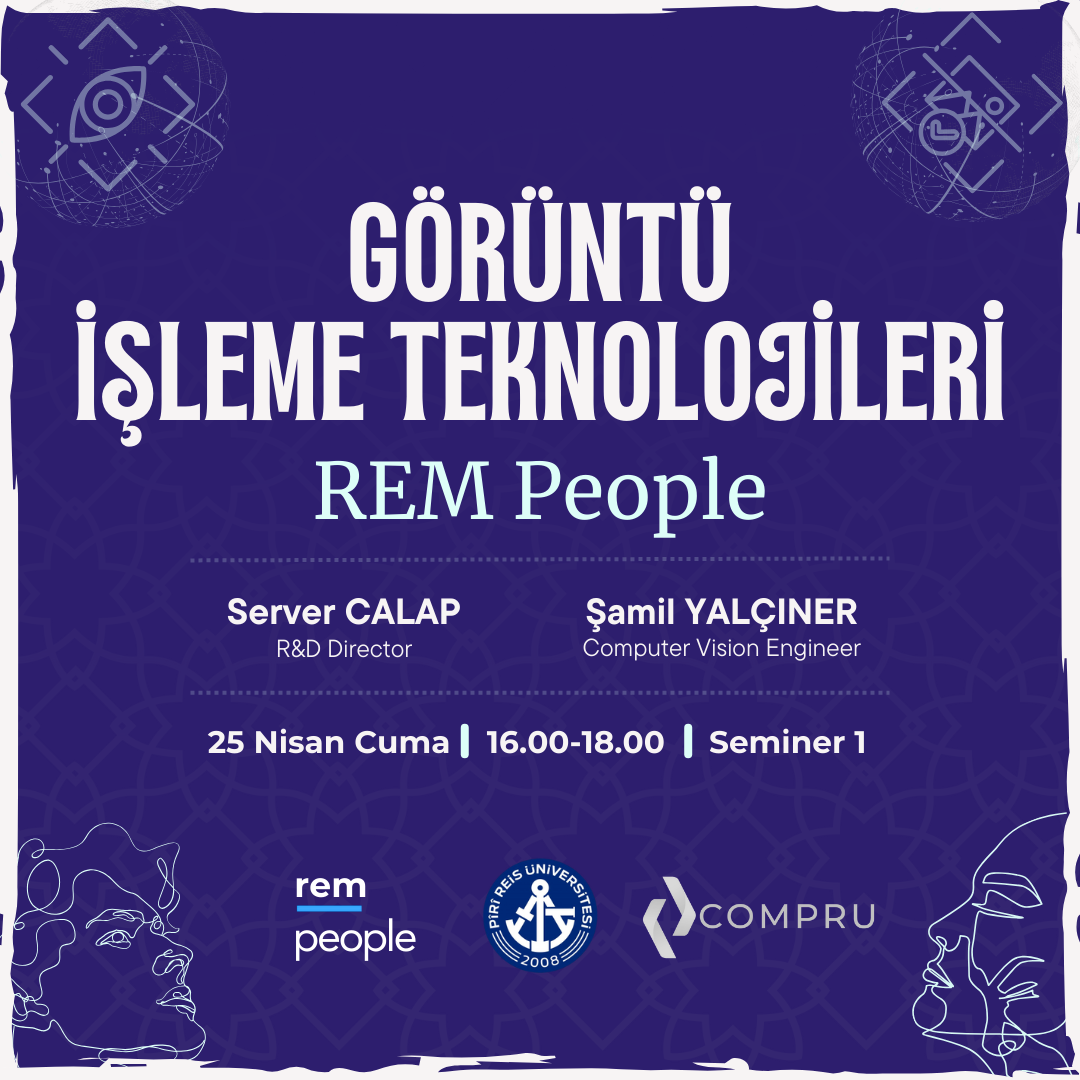 GÖRÜNTÜ
İŞLEME TEKNOLOJİLERİ
REM People
Server CALAP
R&D Director
Şamil YALÇINER
Computer Vision Engineer
25 Nisan Cuma | 16.00-18.00 | Seminer 1
rem
people
PİRİ REİS ÜNİVERSİTESİ
2008
COMPRU